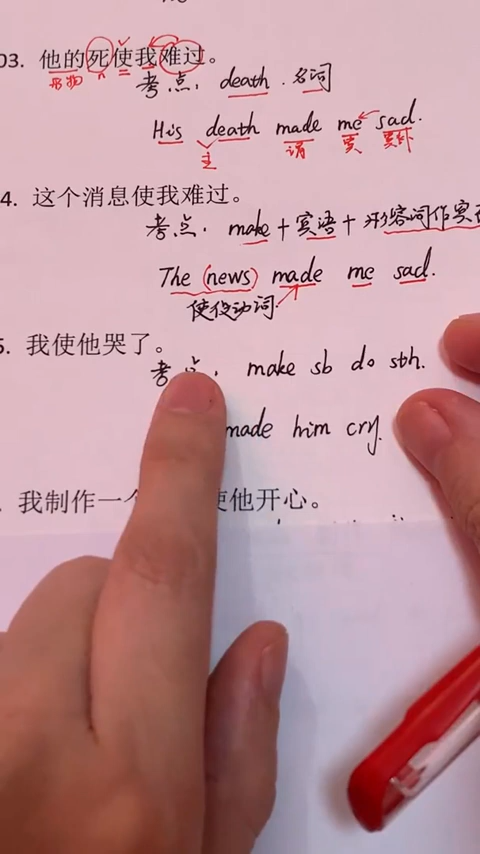 03. 他的死使我难过。
形物 n
考点：death. 名词
His death made me sad.
主 谓 宾 宾补
4. 这个消息使我难过。
考点：make + 宾语 + 形容词作宾
The (news) made me sad.
使役动词
5. 我使他哭了。
考点：make sb do sth.
made him cry.
我制作一个 使他开心。